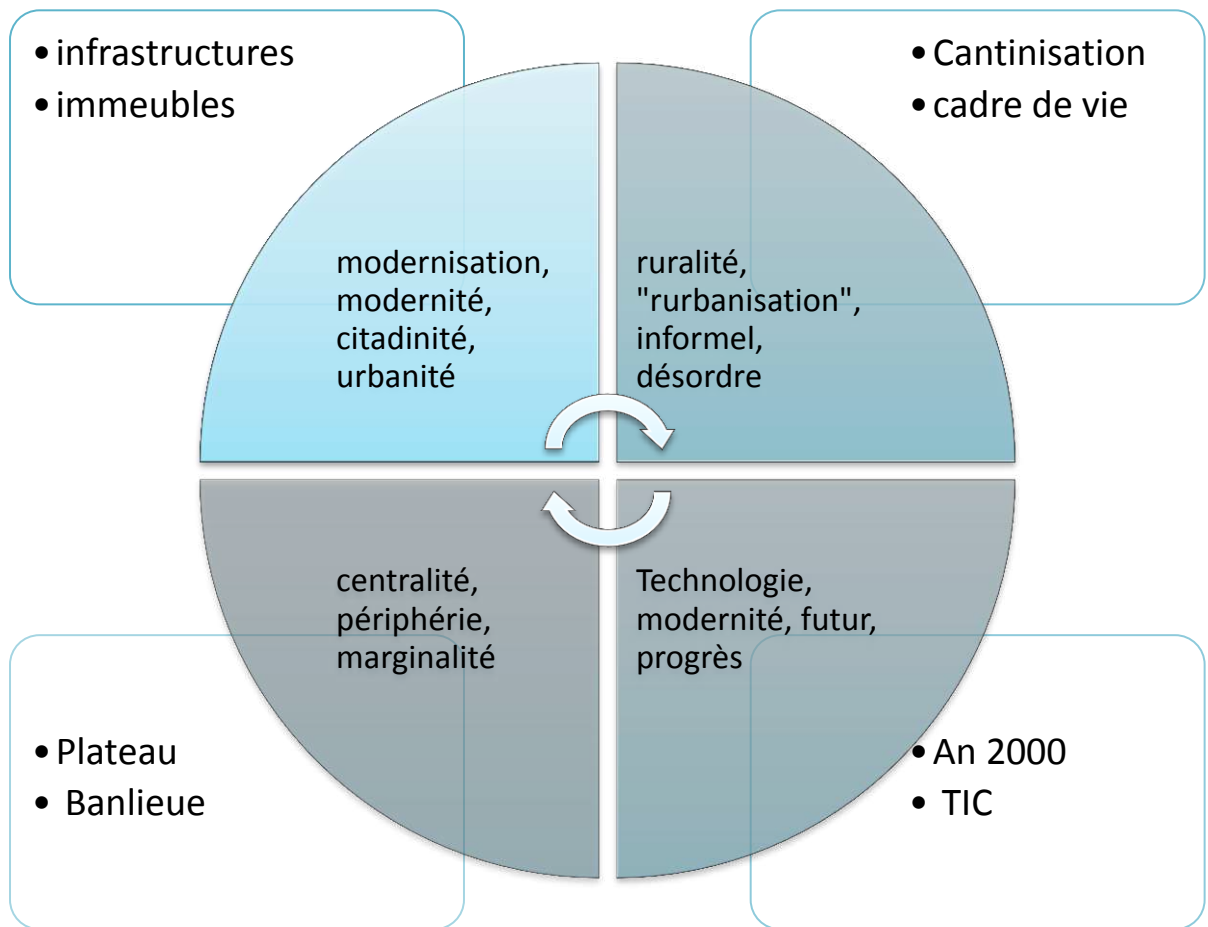 •infrastructures
•immeubles
•Cantinisation
•cadre de vie
modernisation,
modernité,
citadinité,
urbanité
ruralité,
"rurbanisation",
informel,
désordre
centralité,
périphérie,
marginalité
Technologie,
modernité, futur,
progrès
•Plateau
• Banlieue
•An 2000
• TIC